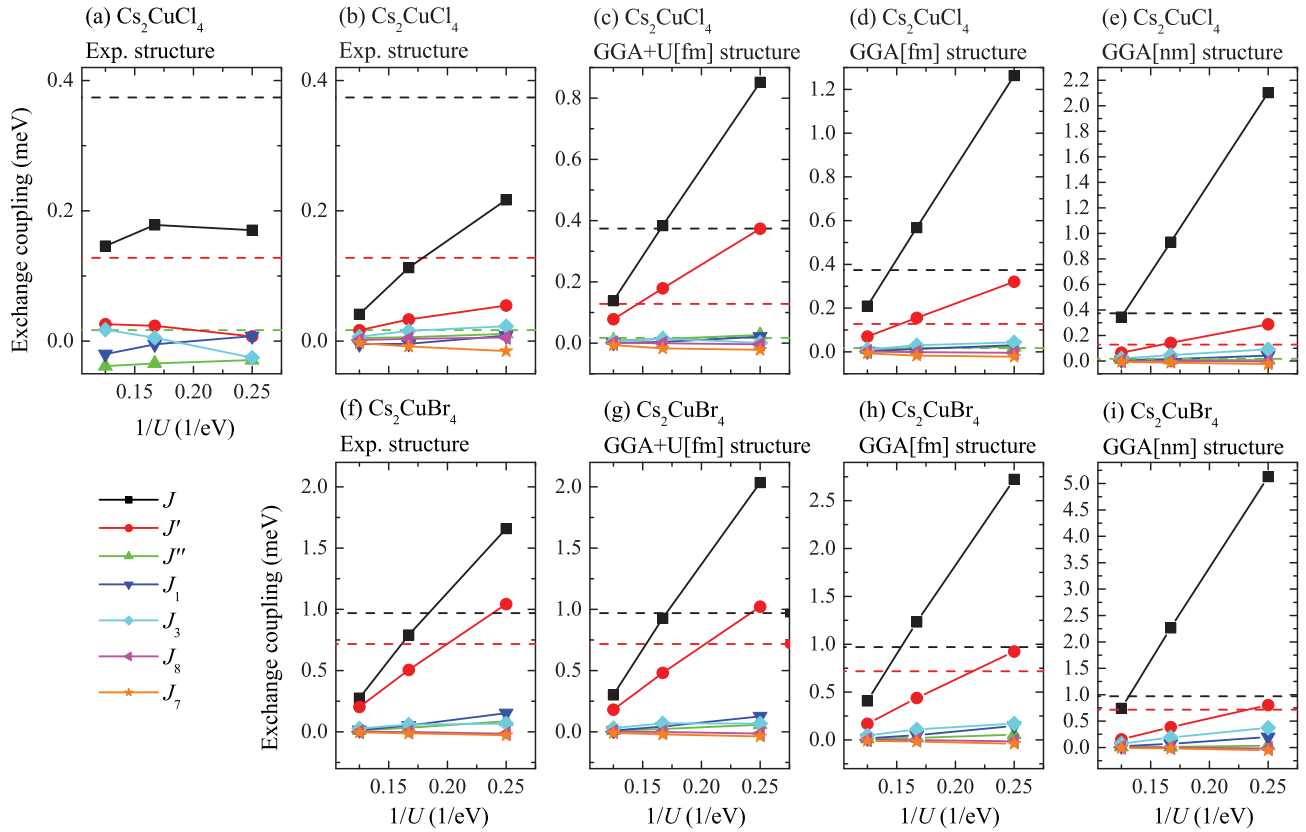 (a) Cs2CuCl4
Exp. structure
(b) Cs2CuCl4
Exp. structure
(c) Cs2CuCl4
GGA+U[fm] structure
(d) Cs2CuCl4
GGA[fm] structure
(e) Cs2CuCl4
GGA[nm] structure
Exchange coupling (meV)
0.4
0.2
0.0
0.15 0.20 0.25
1/U (1/eV)
0.4
0.3
0.2
0.1
0.0
0.8
0.6
0.4
0.2
0.0
1.2
1.0
0.8
0.6
0.4
0.2
0.0
2.2
2.0
1.8
1.6
1.4
1.2
1.0
0.8
0.6
0.4
0.2
0.0
(f) Cs2CuBr4
Exp. structure
(g) Cs2CuBr4
GGA+U[fm] structure
(h) Cs2CuBr4
GGA[fm] structure
(i) Cs2CuBr4
GGA[nm] structure
J
J'
J''
J1
J3
J8
J7
Exchange coupling (meV)
2.0
1.5
1.0
0.5
0.0
0.15 0.20 0.25
1/U (1/eV)
2.0
1.5
1.0
0.5
0.0
0.15 0.20 0.25
1/U (1/eV)
2.5
2.0
1.5
1.0
0.5
0.0
0.15 0.20 0.25
1/U (1/eV)
5.0
4.5
4.0
3.5
3.0
2.5
2.0
1.5
1.0
0.5
0.0
0.15 0.20 0.25
1/U (1/eV)